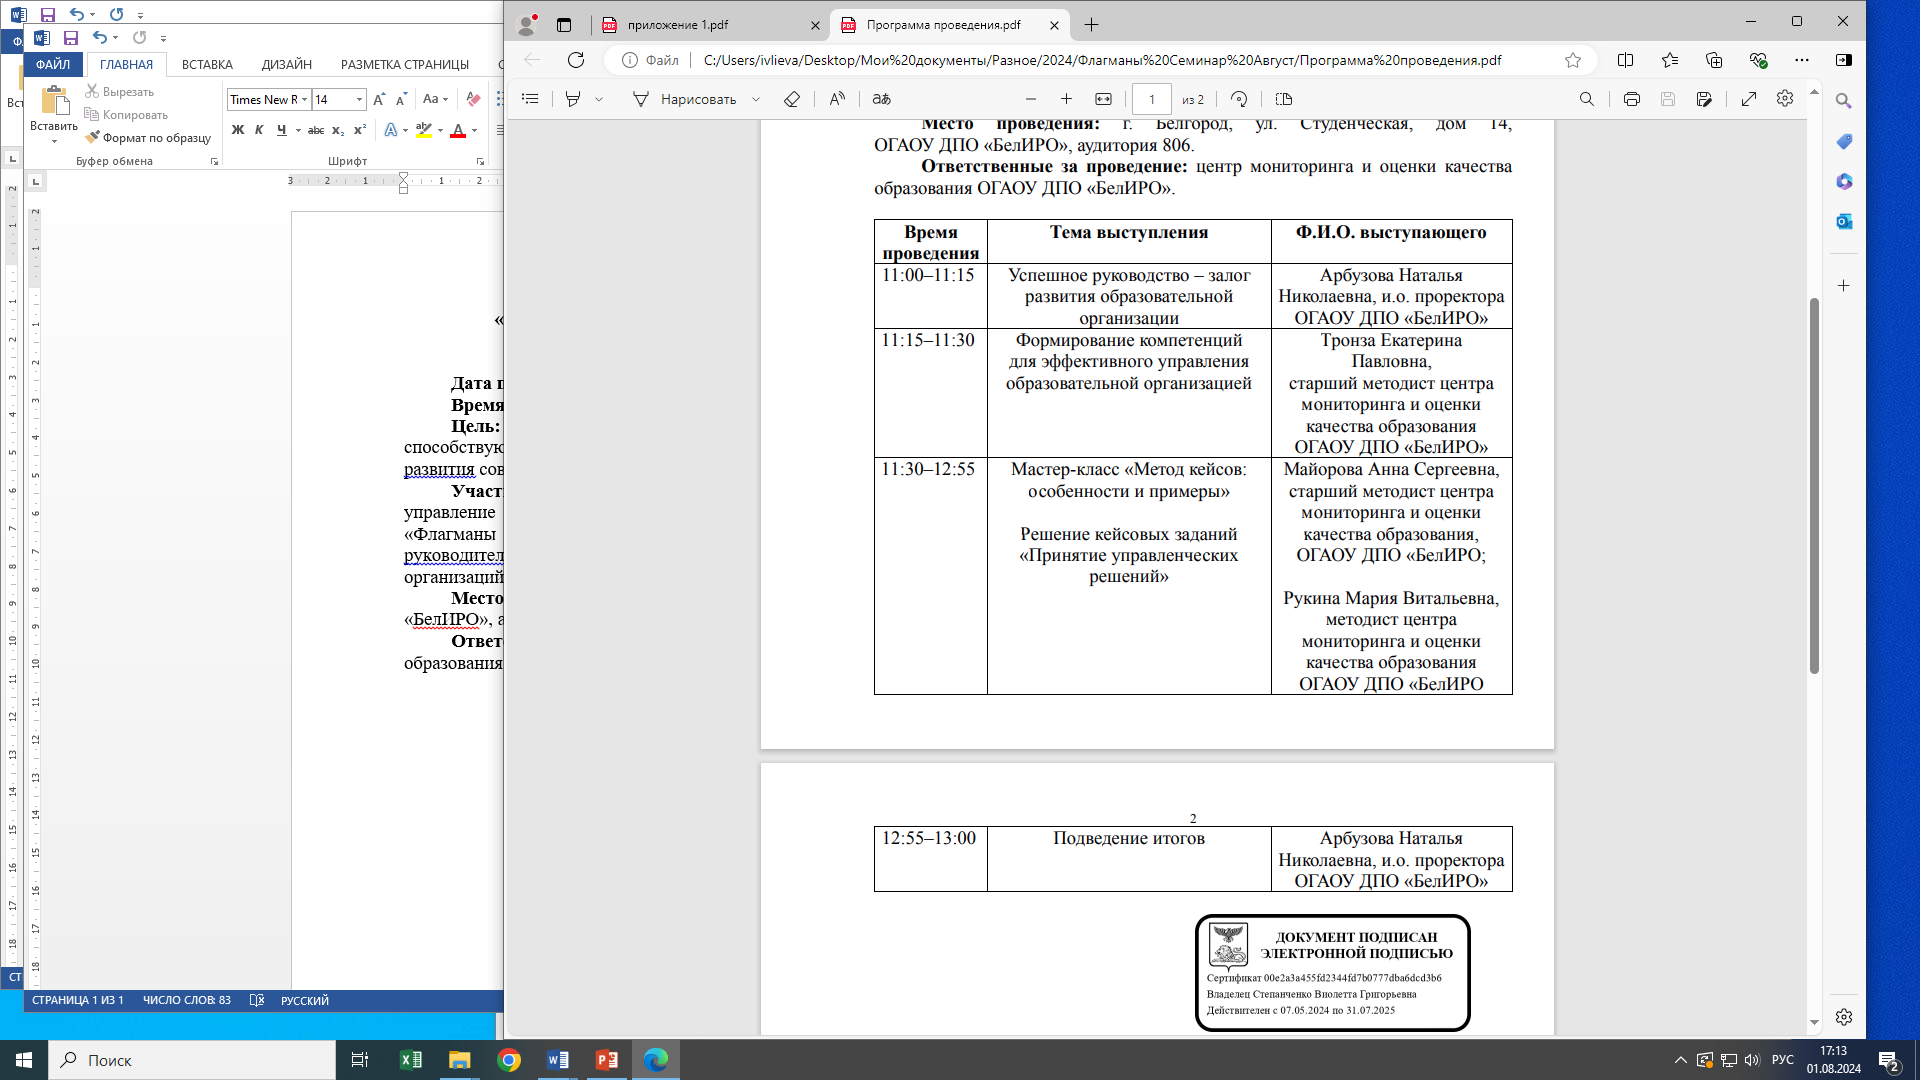 приложение 1.pdf
Программа проведения.pdf
Файл
C:/Users/ivlieva/Desktop/Мои%20документы/Разное/2024/Флагманы%20Семинар%20Август/Программа%20проведения.pdf
Нарисовать
1
из 2
ФАЙЛ
ГЛАВНАЯ
ВСТАВКА
ДИЗАЙН
РАЗМЕТКА СТРАНИЦЫ
Вставить
Вырезать
Копировать
Формат по образцу
Буфер обмена
Times New R
14
Шрифт
Дата п
Время
Цель:
способствую
развития сов
Участ
управление
«Флагманы
руководител
организаций
Место
«БелИРО», а
Ответ
образования
СТРАНИЦА 1 ИЗ 1
ЧИСЛО СЛОВ: 83
РУССКИЙ
Место проведения: г. Белгород, ул. Студенческая, дом 14,
ОГАОУ ДПО «БелИРО», аудитория 806.
Ответственные за проведение: центр мониторинга и оценки качества
образования ОГАОУ ДПО «БелИРО».
Время
проведения
Тема выступления
Ф.И.О. выступающего
11:00–11:15
Успешное руководство – залог
развития образовательной
организации
Арбузова Наталья
Николаевна, и.о. проректора
ОГАОУ ДПО «БелИРО»
11:15–11:30
Формирование компетенций
для эффективного управления
образовательной организацией
Тронза Екатерина
Павловна,
старший методист центра
мониторинга и оценки
качества образования
ОГАОУ ДПО «БелИРО»
11:30–12:55
Мастер-класс «Метод кейсов:
особенности и примеры»
Решение кейсовых заданий
«Принятие управленческих
решений»
Майорова Анна Сергеевна,
старший методист центра
мониторинга и оценки
качества образования,
ОГАОУ ДПО «БелИРО;
Рукина Мария Витальевна,
методист центра
мониторинга и оценки
качества образования
ОГАОУ ДПО «БелИРО
2
12:55–13:00
Подведение итогов
Арбузова Наталья
Николаевна, и.о. проректора
ОГАОУ ДПО «БелИРО»
ДОКУМЕНТ ПОДПИСАН
ЭЛЕКТРОННОЙ ПОДПИСЬЮ
Сертификат 00e2a3a455fd2344fd7b0777dba6dcd3b6
Владелец Степанченко Виолетта Григорьевна
Действителен с 07.05.2024 по 31.07.2025
Поиск
РУС
17:13
01.08.2024
2